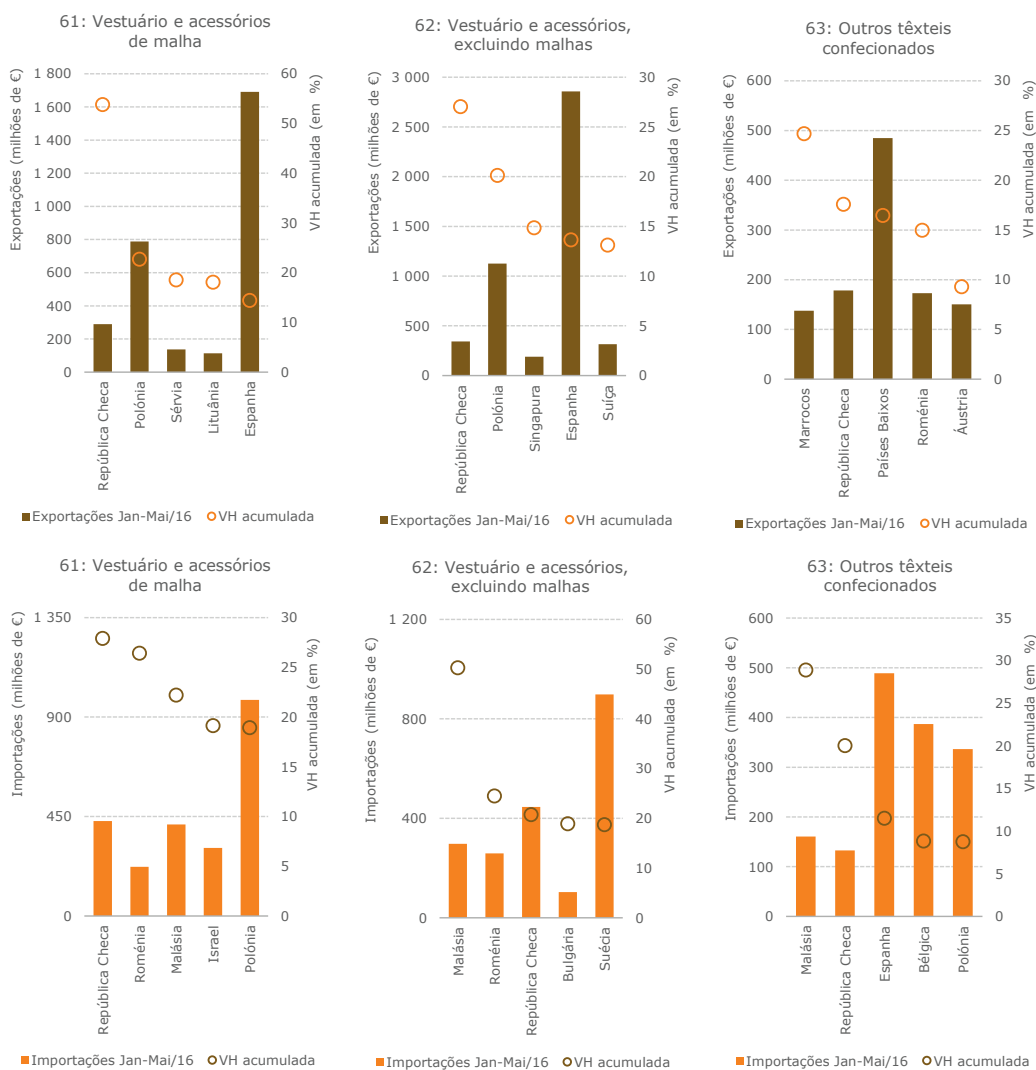 61: Vestuário e acessórios
de malha
Exportações (milhões de €)
1 800
1 600
1 400
1 200
1 000
800
600
400
200
0
60
50
40
30
20
10
0
VH acumulada (em %)
República Checa
Polónia
Sérvia
Lituânia
Espanha
Exportações Jan-Mai/16 VH acumulada
62: Vestuário e acessórios,
excluindo malhas
Exportações (milhões de €)
3 000
2 500
2 000
1 500
1 000
500
0
30
25
20
15
10
5
0
VH acumulada (em %)
República Checa
Polónia
Singapura
Espanha
Suíça
Exportações Jan-Mai/16 VH acumulada
63: Outros têxteis
confecionados
Exportações (milhões de €)
600
500
400
300
200
100
0
30
25
20
15
10
5
0
VH acumulada (em %)
Marrocos
República Checa
Países Baixos
Roménia
Áustria
Exportações Jan-Mai/16 VH acumulada
61: Vestuário e acessórios
de malha
Importações (milhões de €)
1 350
900
450
0
30
25
20
15
10
5
0
VH acumulada (em %)
República Checa
Roménia
Malásia
Israel
Polónia
Importações Jan-Mai/16 VH acumulada
62: Vestuário e acessórios,
excluindo malhas
Importações (milhões de €)
1 200
800
400
0
60
50
40
30
20
10
0
VH acumulada (em %)
Malásia
Roménia
República Checa
Bulgária
Suécia
Importações Jan-Mai/16 VH acumulada
63: Outros têxteis
confecionados
Importações (milhões de €)
600
500
400
300
200
100
0
35
30
25
20
15
10
5
0
VH acumulada (em %)
Malásia
República Checa
Espanha
Bélgica
Polónia
Importações Jan-Mai/16 VH acumulada